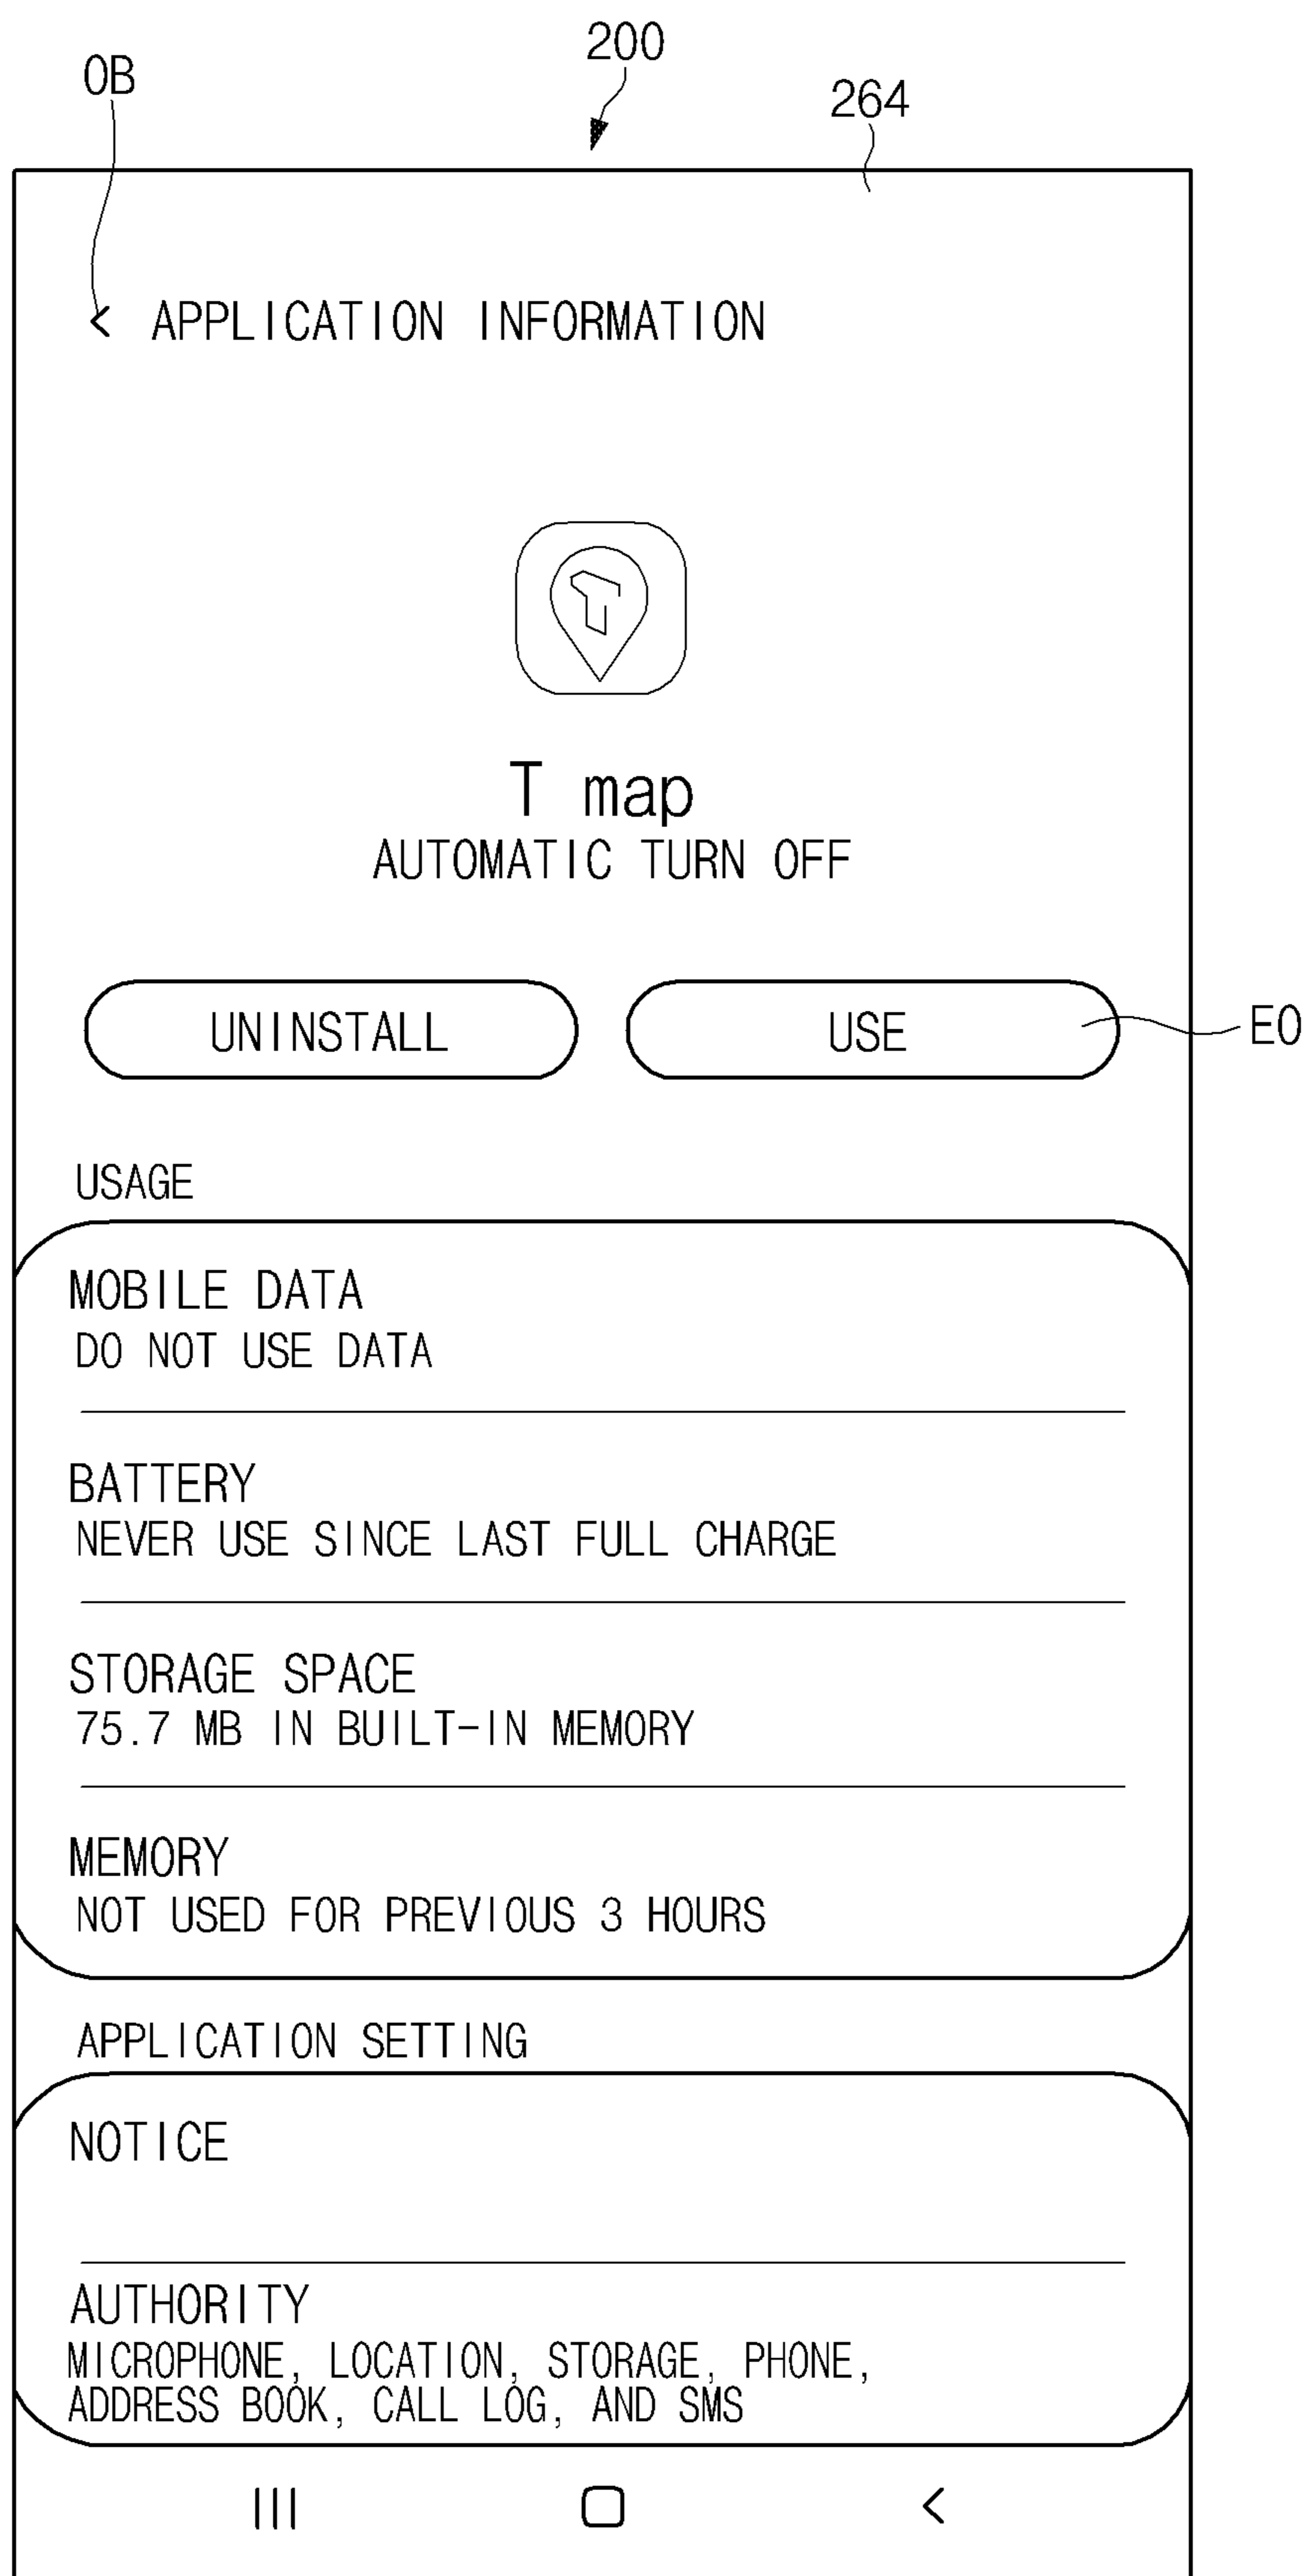 200
OB
264
< APPLICATION INFORMATION
T
T map
AUTOMATIC TURN OFF
UNINSTALL
USE
EO
USAGE
MOBILE DATA
DO NOT USE DATA
BATTERY
NEVER USE SINCE LAST FULL CHARGE
STORAGE SPACE
75.7 MB IN BUILT-IN MEMORY
MEMORY
NOT USED FOR PREVIOUS 3 HOURS
APPLICATION SETTING
NOTICE
AUTHORITY
MICROPHONE, LOCATION, STORAGE, PHONE,
ADDRESS BOOK, CALL LOG, AND SMS